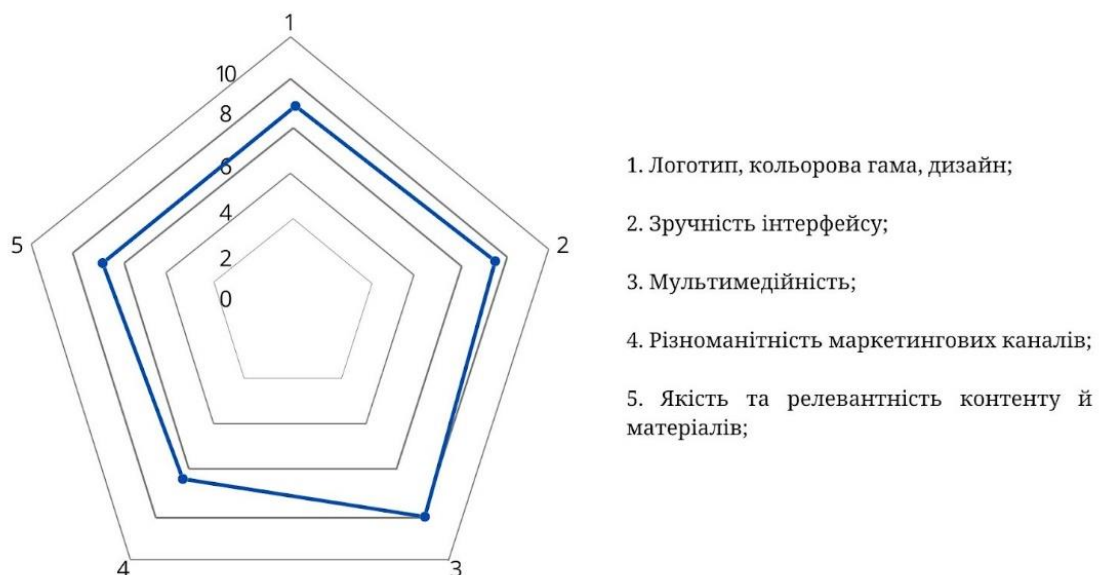 1
10
8
6
4
2
0
5
2
4
3
1. Логотип, кольорова гама, дизайн;
2. Зручність інтерфейсу;
3. Мультимедійність;
4. Різноманітність маркетингових каналів;
5. Якість та релевантність контенту й
матеріалів;